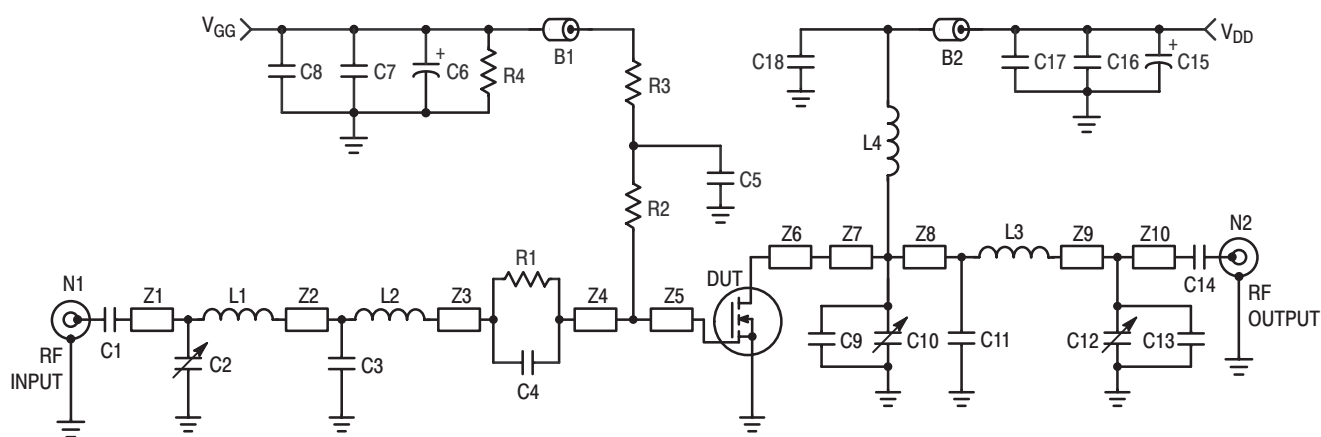 VGG
C8
C7
+
C6
R4
B1
R3
C5
R2
C18
B2
C17
C16
+
C15
VDD
L4
N1
RF
INPUT
C1
Z1
C2
L1
Z2
C3
L2
Z3
R1
C4
Z4
Z5
DUT
Z6
Z7
C9
C10
Z8
C11
L3
Z9
C12
C13
Z10
C14
N2
RF
OUTPUT